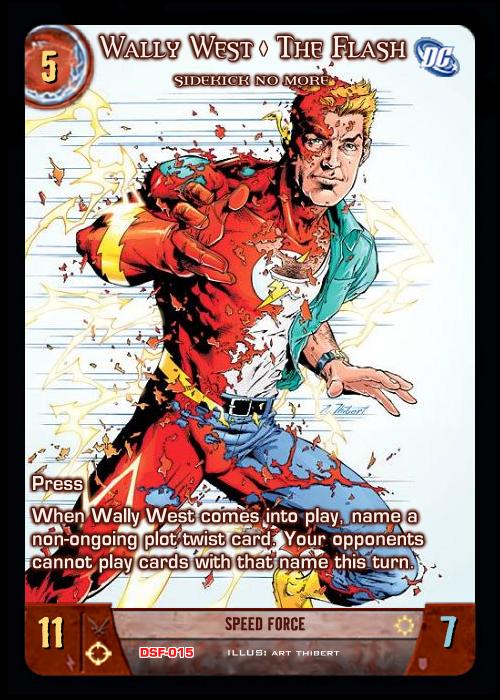 5
Wally West ◊ The Flash
DC
SIDEKICK NO MORE
Z. Thibert
Press
When Wally West comes into play, name a
non-ongoing plot twist card. Your opponents
cannot play cards with that name this turn.
11
SPEED FORCE
7
DSF-015
ILLUS: ART THIBERT